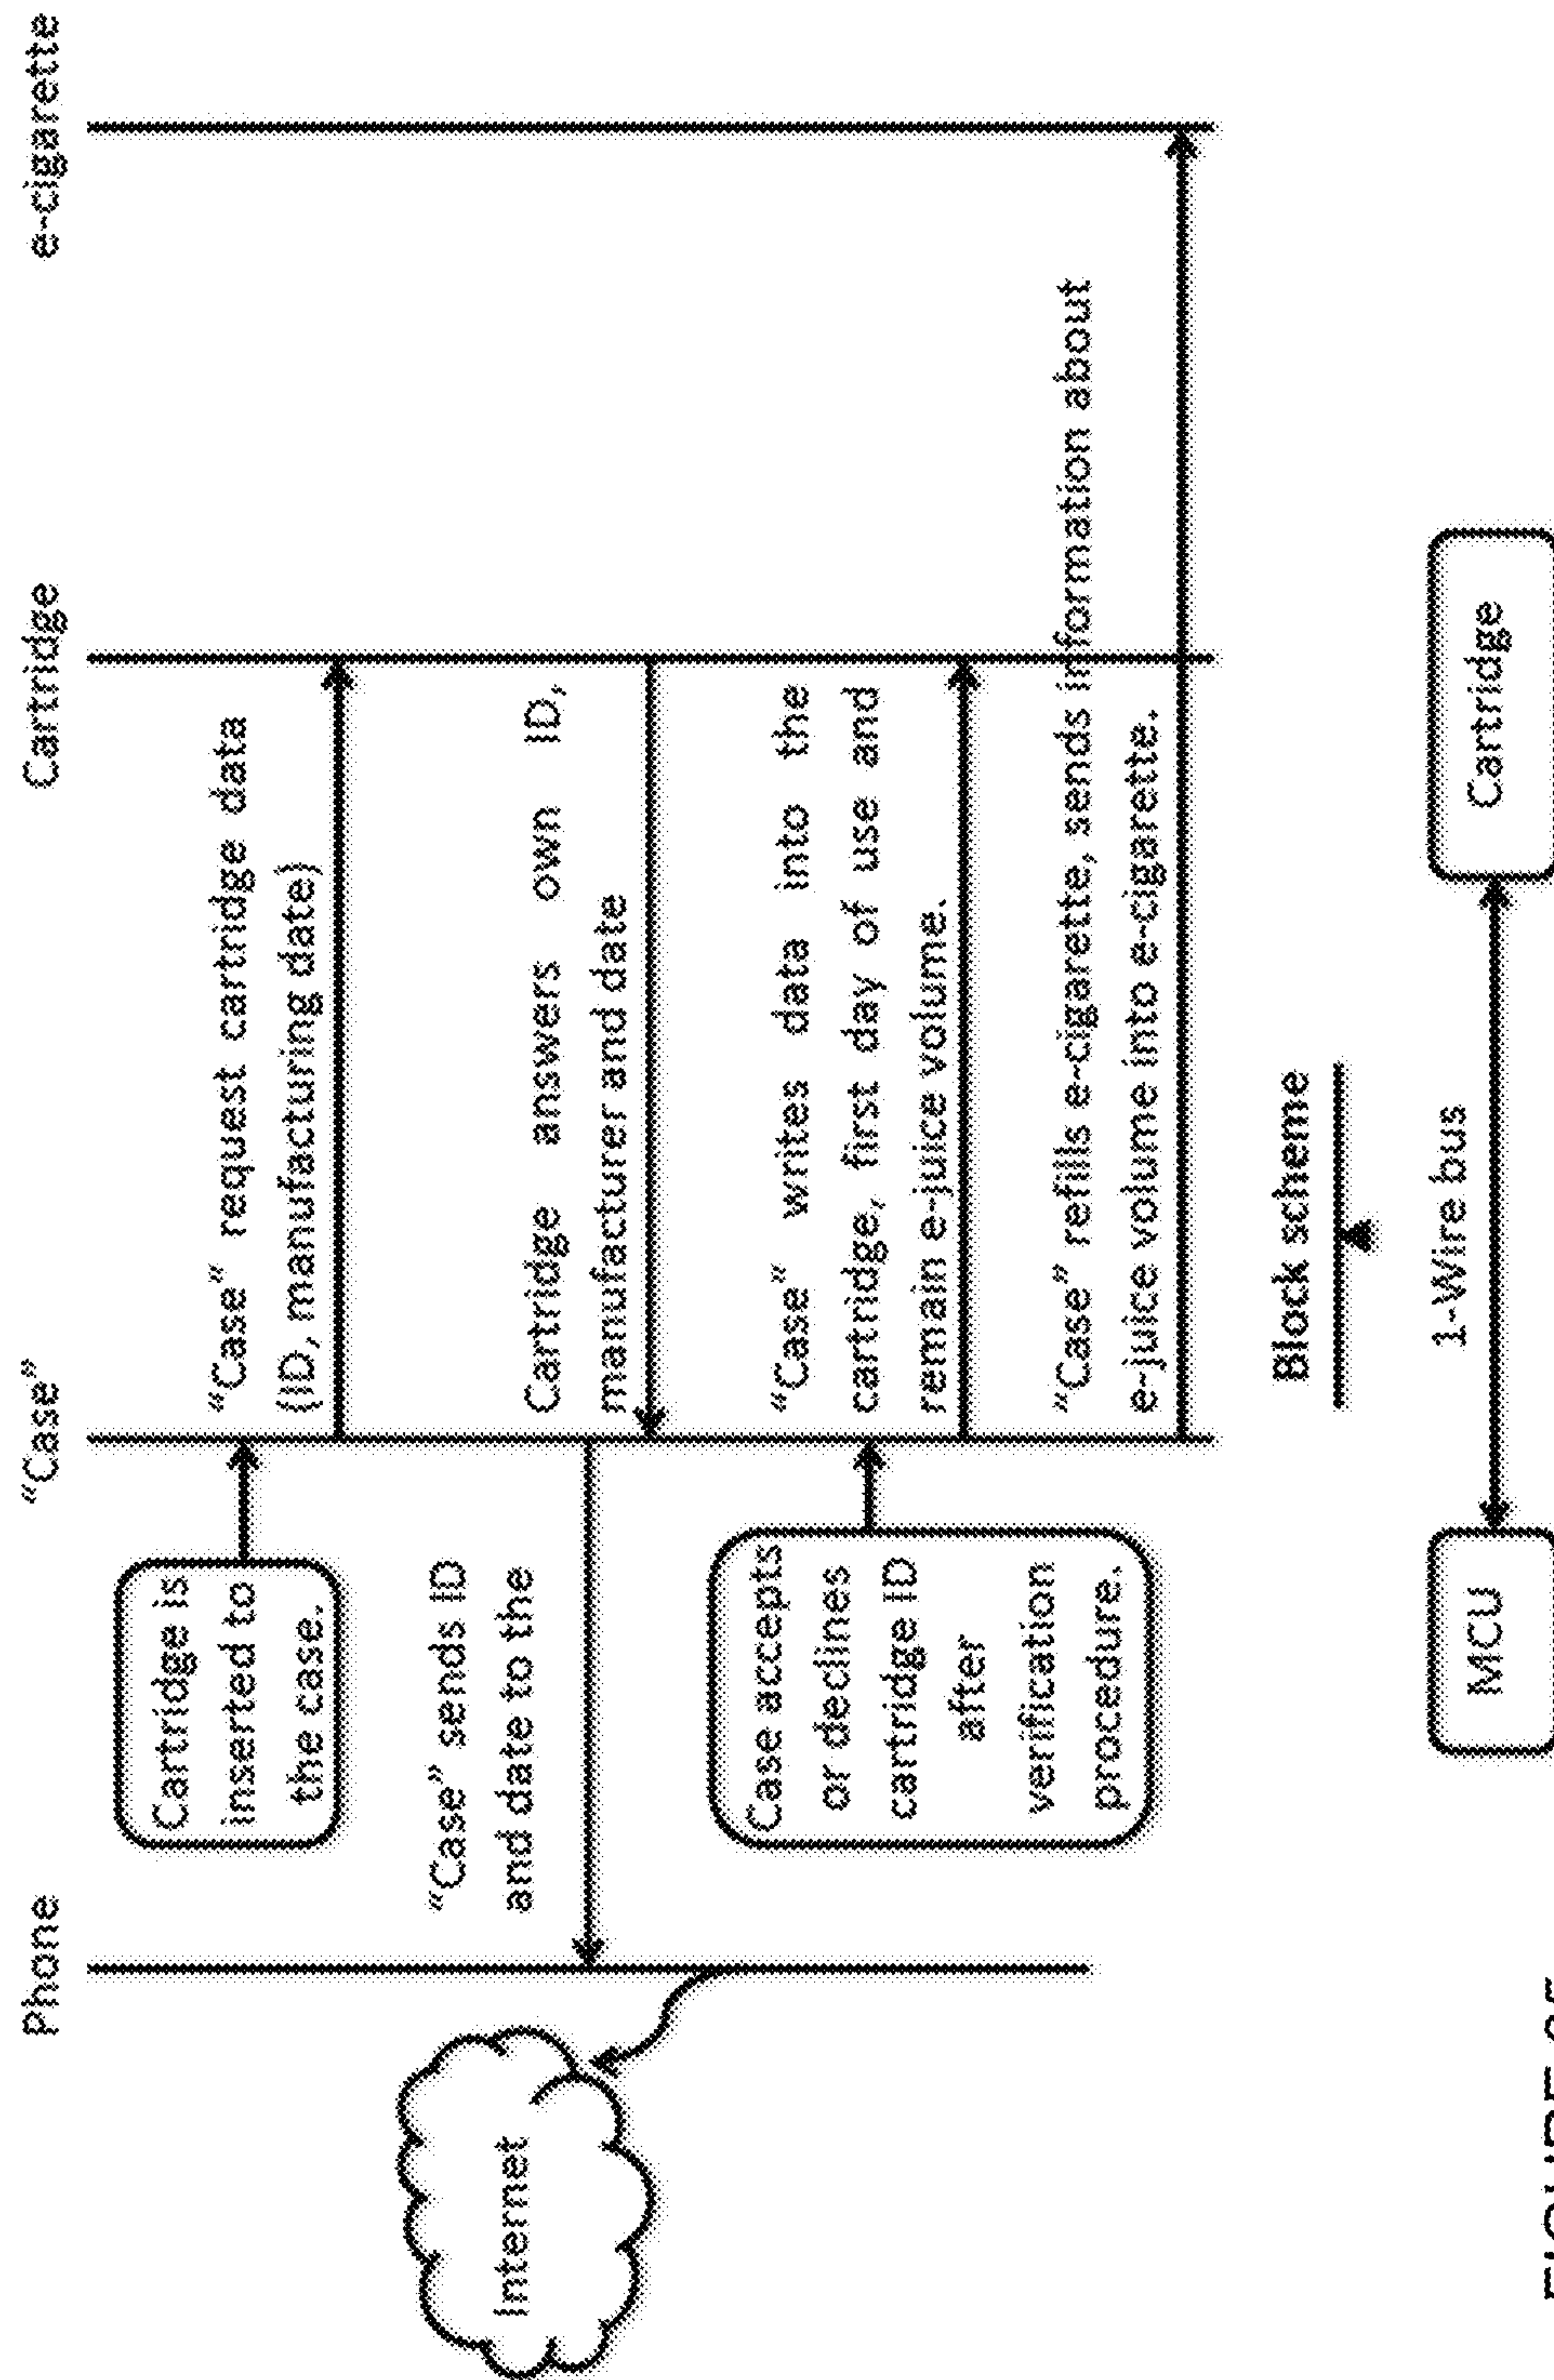 Phone
“Case”
Cartridge
e-cigarette
Cartridge is
inserted to
the case.
“Case” request cartridge data
(ID, manufacturing date)
Internet
“Case” sends ID
and date to the
Cartridge answers own ID,
manufacturer and date
Case accepts
or declines
cartridge ID
after
verification
procedure.
“Case” writes data into the
cartridge, first day of use and
remain e-juice volume.
“Case” refills e-cigarette, sends information about
e-juice volume into e-cigarette.
Block scheme
MCU
1-Wire bus
Cartridge